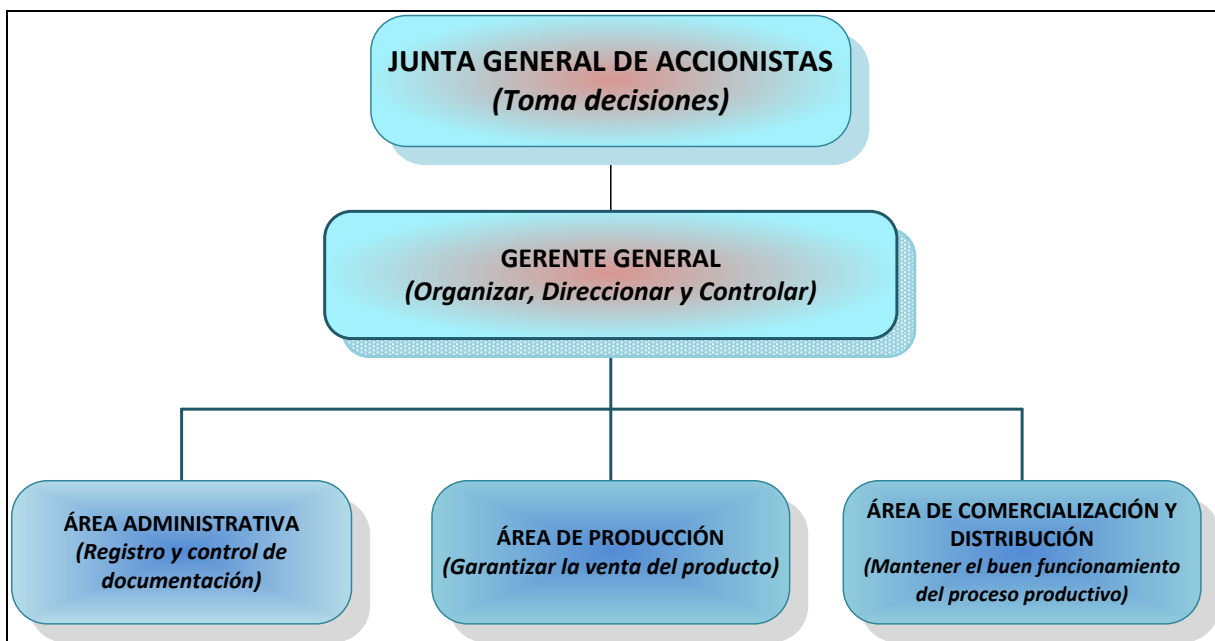 JUNTA GENERAL DE ACCIONISTAS
(Toma decisiones)
GERENTE GENERAL
(Organizar, Direccionar y Controlar)
ÁREA ADMINISTRATIVA
(Registro y control de
documentación)
ÁREA DE PRODUCCIÓN
(Garantizar la venta del producto)
ÁREA DE COMERCIALIZACIÓN Y
DISTRIBUCIÓN
(Mantener el buen funcionamiento
del proceso productivo)